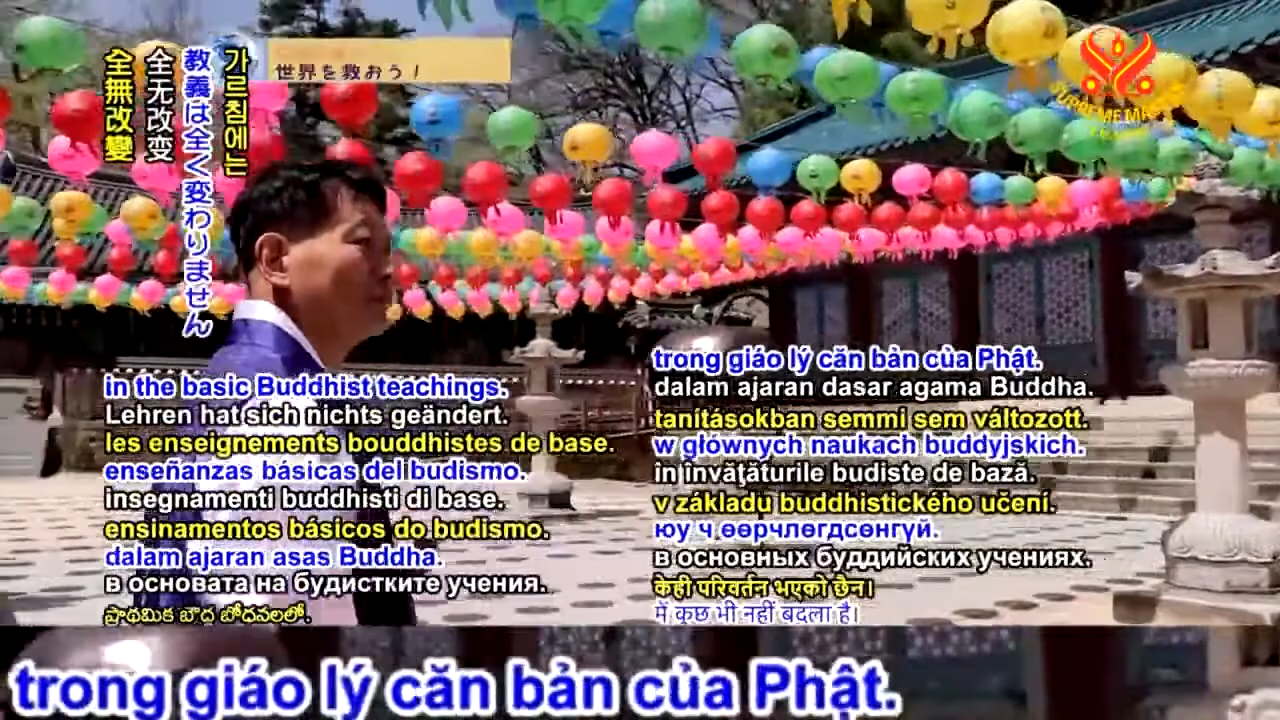 가르침에는
教義は全く変わりません
全无改变
全無改變
世界を救おう！
SUPREME MASTER
in the basic Buddhist teachings.
Lehren hat sich nichts geändert.
les enseignements bouddhistes de base.
enseñanzas básicas del budismo.
insegnamenti buddhisti di base.
ensinamentos básicos do budismo.
dalam ajaran asas Buddha.
в основата на будистките учения.
ప్రాథమిక బౌద్ధ బోధనలలో.
trong giáo lý căn bản của Phật.
dalam ajaran dasar agama Buddha.
tanításokban semmi sem változott.
w głównych naukach buddyjskich.
în învăţăturile budiste de bază.
v základu buddhistického učení.
юу ч өөрчлөгдсөнгүй.
в основных буддийских учениях.
केही परिवर्तन भएको छैन।
में कुछ भी नहीं बदला है।
trong giáo lý căn bản của Phật.